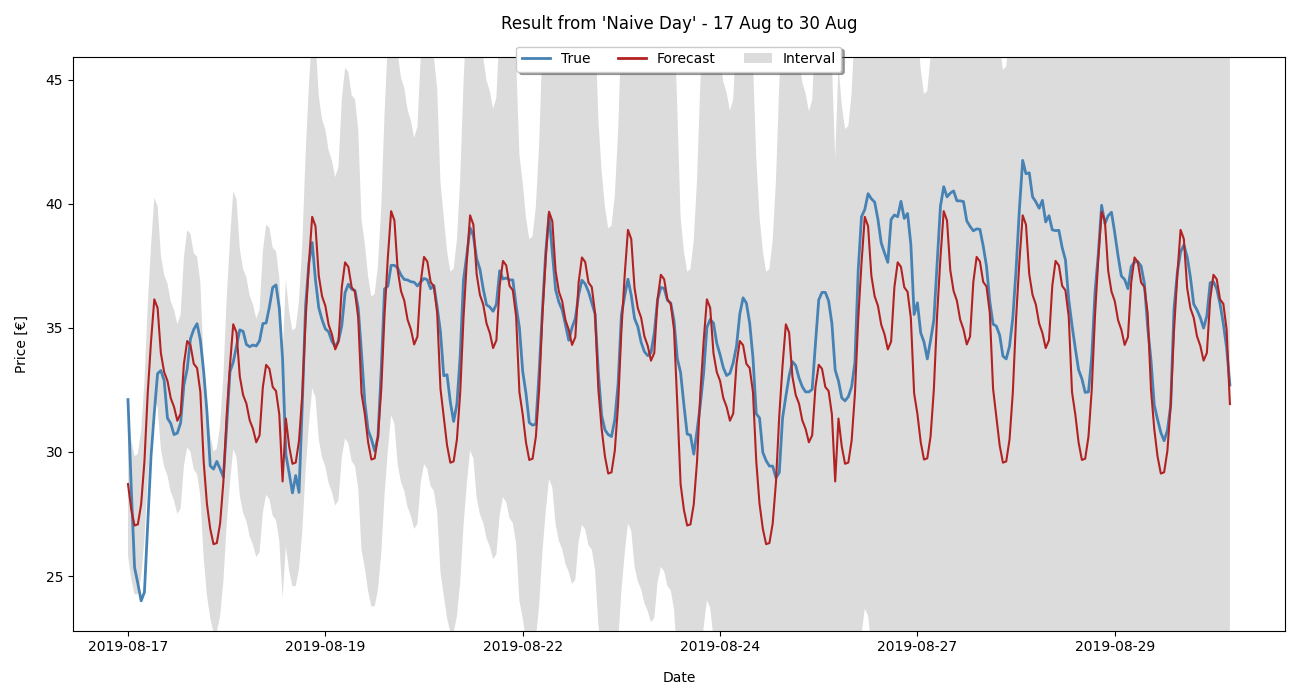 Result from 'Naive Day' - 17 Aug to 30 Aug
True Forecast Interval
45
40
35
30
25
Price [€]
2019-08-17 2019-08-19 2019-08-22 2019-08-24 2019-08-27 2019-08-29
Date